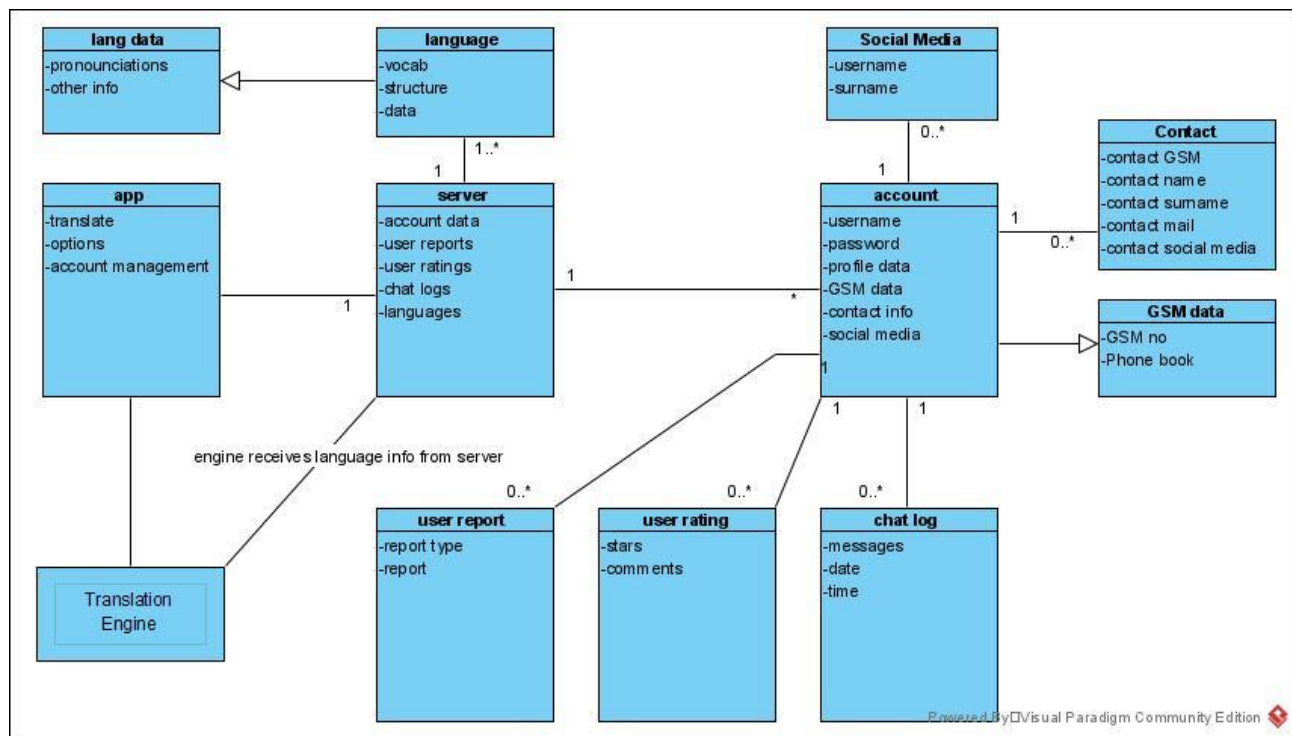 lang data
-pronounciations
-other info
language
-vocab
-structure
-data
Social Media
-username
-surname
1..*
1
0..*
1
Contact
-contact GSM
-contact name
-contact surname
-contact mail
-contact social media
app
-translate
-options
-account management
server
-account data
-user reports
-user ratings
-chat logs
-languages
account
-username
-password
-profile data
-GSM data
-contact info
-social media
1
0..*
1
1
*
GSM data
-GSM no
-Phone book
1
1
1
engine receives language info from server
0..*
0..*
0..*
user report
-report type
-report
user rating
-stars
-comments
chat log
-messages
-date
-time
Translation
Engine
Powered By Visual Paradigm Community Edition